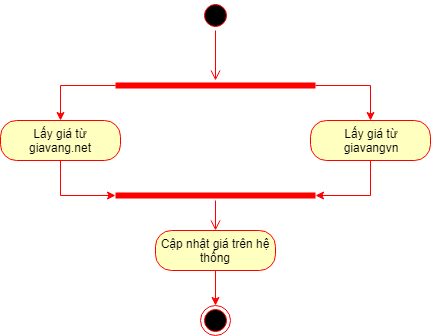 Lấy giá từ
giavang.net
Lấy giá từ
giavangvn
Cập nhật giá trên hệ
thống